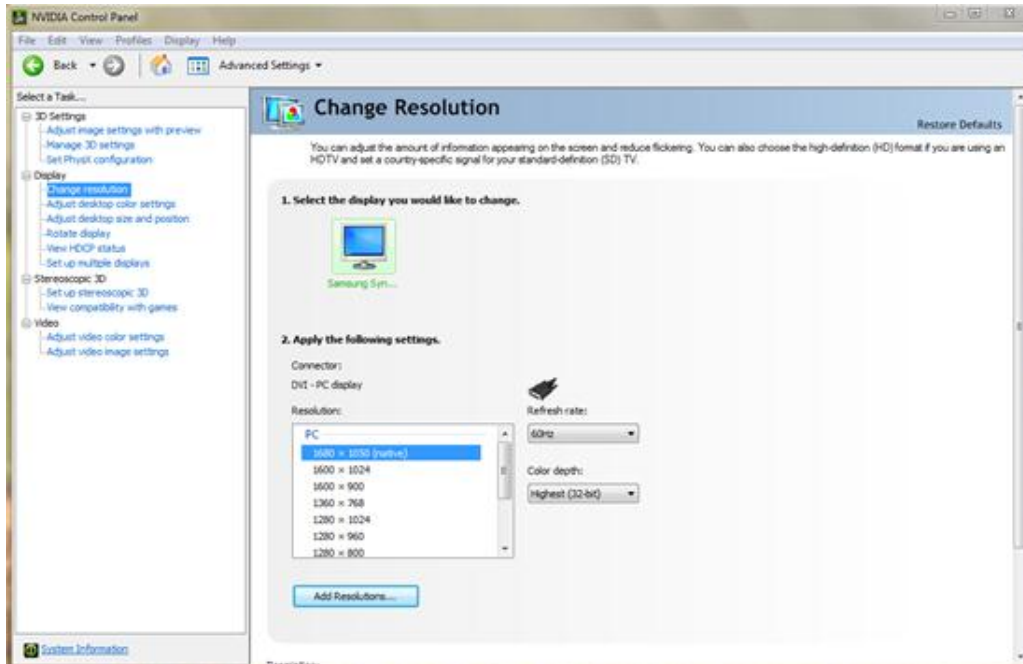 NVIDIA Control Panel
File Edit View Profiles Display Help
Back
Advanced Settings
Select a Task...
3D Settings
Adjust image settings with preview
Manage 3D settings
Set PhysX configuration
Display
Change resolution
Adjust desktop color settings
Adjust desktop size and position
Rotate display
View HDCP status
Set up multiple displays
Stereoscopic 3D
Set up stereoscopic 3D
View compatibility with games
Video
Adjust video color settings
Adjust video image settings
System Information
Change Resolution
Restore Defaults
You can adjust the amount of information appearing on the screen and reduce flickering. You can also choose the high-definition (HD) format if you are using an
HDTV and set a country-specific signal for your standard-definition (SD) TV.
1. Select the display you would like to change.
Samsung Syn...
2. Apply the following settings.
Connector:
DVI - PC display
Resolution:
PC
1680 × 1050 (native)
1600 × 1024
1600 × 900
1360 × 768
1280 × 1024
1280 × 960
1280 × 800
Refresh rate:
60Hz
Color depth:
Highest (32-bit)
Add Resolutions...